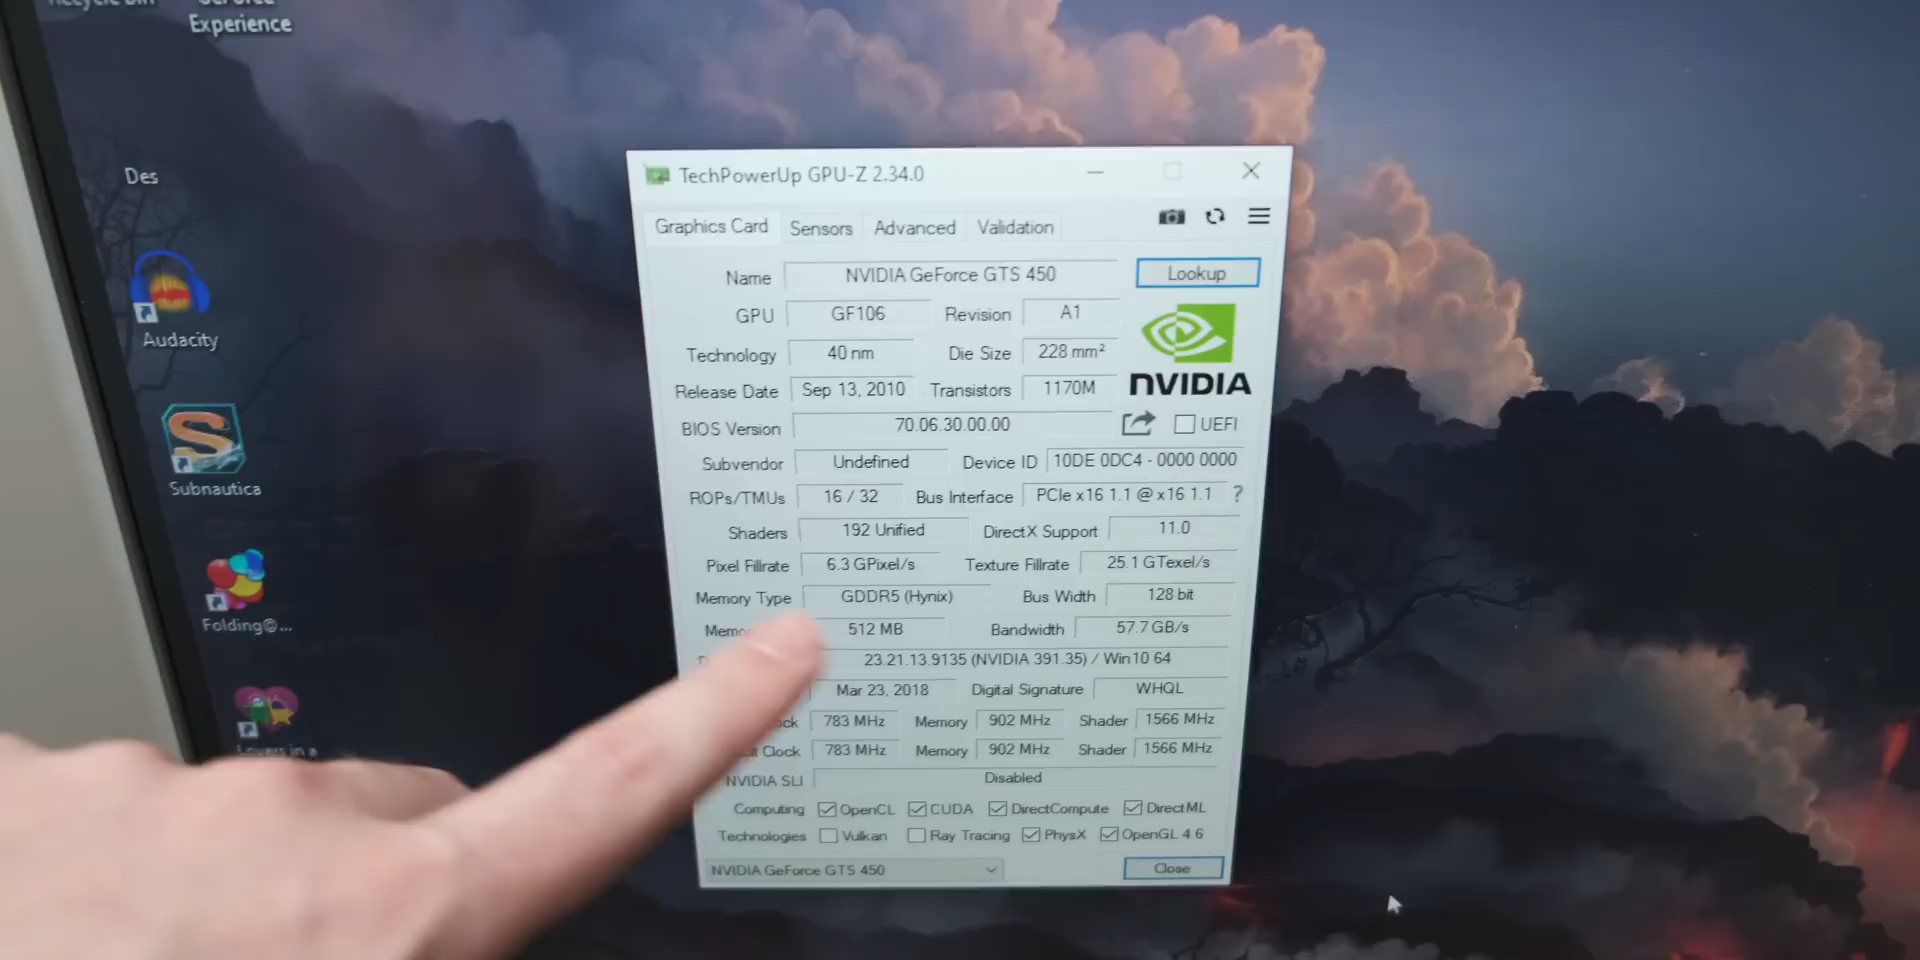 Experience
Des
Audacity
Subnautica
Folding@...
TechPowerUp GPU-Z 2.34.0
Graphics Card Sensors Advanced Validation
Name NVIDIA GeForce GTS 450 Lookup
GPU GF106 Revision A1
Technology 40 nm Die Size 228 mm²
NVIDIA
Release Date Sep 13, 2010 Transistors 1170M
BIOS Version 70.06.30.00.00 UEFI
Subvendor Undefined Device ID 10DE 0DC4 - 0000 0000
ROPs/TMUs 16 / 32 Bus Interface PCIe x16 1.1 @ x16 1.1 ?
Shaders 192 Unified DirectX Support 11.0
Pixel Fillrate 6.3 GPixel/s Texture Fillrate 25.1 GTexel/s
Memory Type GDDR5 (Hynix) Bus Width 128 bit
512 MB Bandwidth 57.7 GB/s
23.21.13.9135 (NVIDIA 391.35) / Win10 64
Mar 23, 2018 Digital Signature WHQL
783 MHz Memory 902 MHz Shader 1566 MHz
Clock 783 MHz Memory 902 MHz Shader 1566 MHz
NVIDIA SLI Disabled
Computing OpenCL CUDA DirectCompute DirectML
Technologies Vulkan Ray Tracing PhysX OpenGL 4.6
NVIDIA GeForce GTS 450 Close